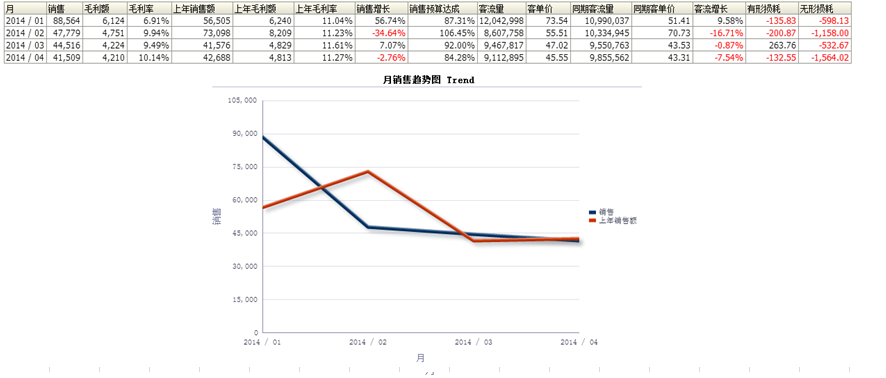 月 销售 毛利额 毛利率 上年销售额 上年毛利额 上年毛利率 销售增长 销售预算达成 客流量 客单价 同期客流量 同期客单价 客流增长 有形损耗 无形损耗
2014 / 01 88,564 6,124 6.91% 56,505 6,240 11.04% 56.74% 87.31% 12,042,998 73.54 10,990,037 51.41 9.58% -135.83 -598.13
2014 / 02 47,779 4,751 9.94% 73,098 8,209 11.23% -34.64% 106.45% 8,607,758 55.51 10,334,945 70.73 -16.71% -200.87 -1,158.00
2014 / 03 44,516 4,224 9.49% 41,576 4,829 11.61% 7.07% 92.00% 9,467,817 47.02 9,550,763 43.53 -0.87% 263.76 -532.67
2014 / 04 41,509 4,210 10.14% 42,688 4,813 11.27% -2.76% 84.28% 9,112,895 45.55 9,855,562 43.31 -7.54% -132.55 -1,564.02
月销售趋势图 Trend
105,000
90,000
75,000
60,000
45,000
30,000
15,000
0
销售
销售
上年销售额
2014 / 01 2014 / 02 2014 / 03 2014 / 04
月